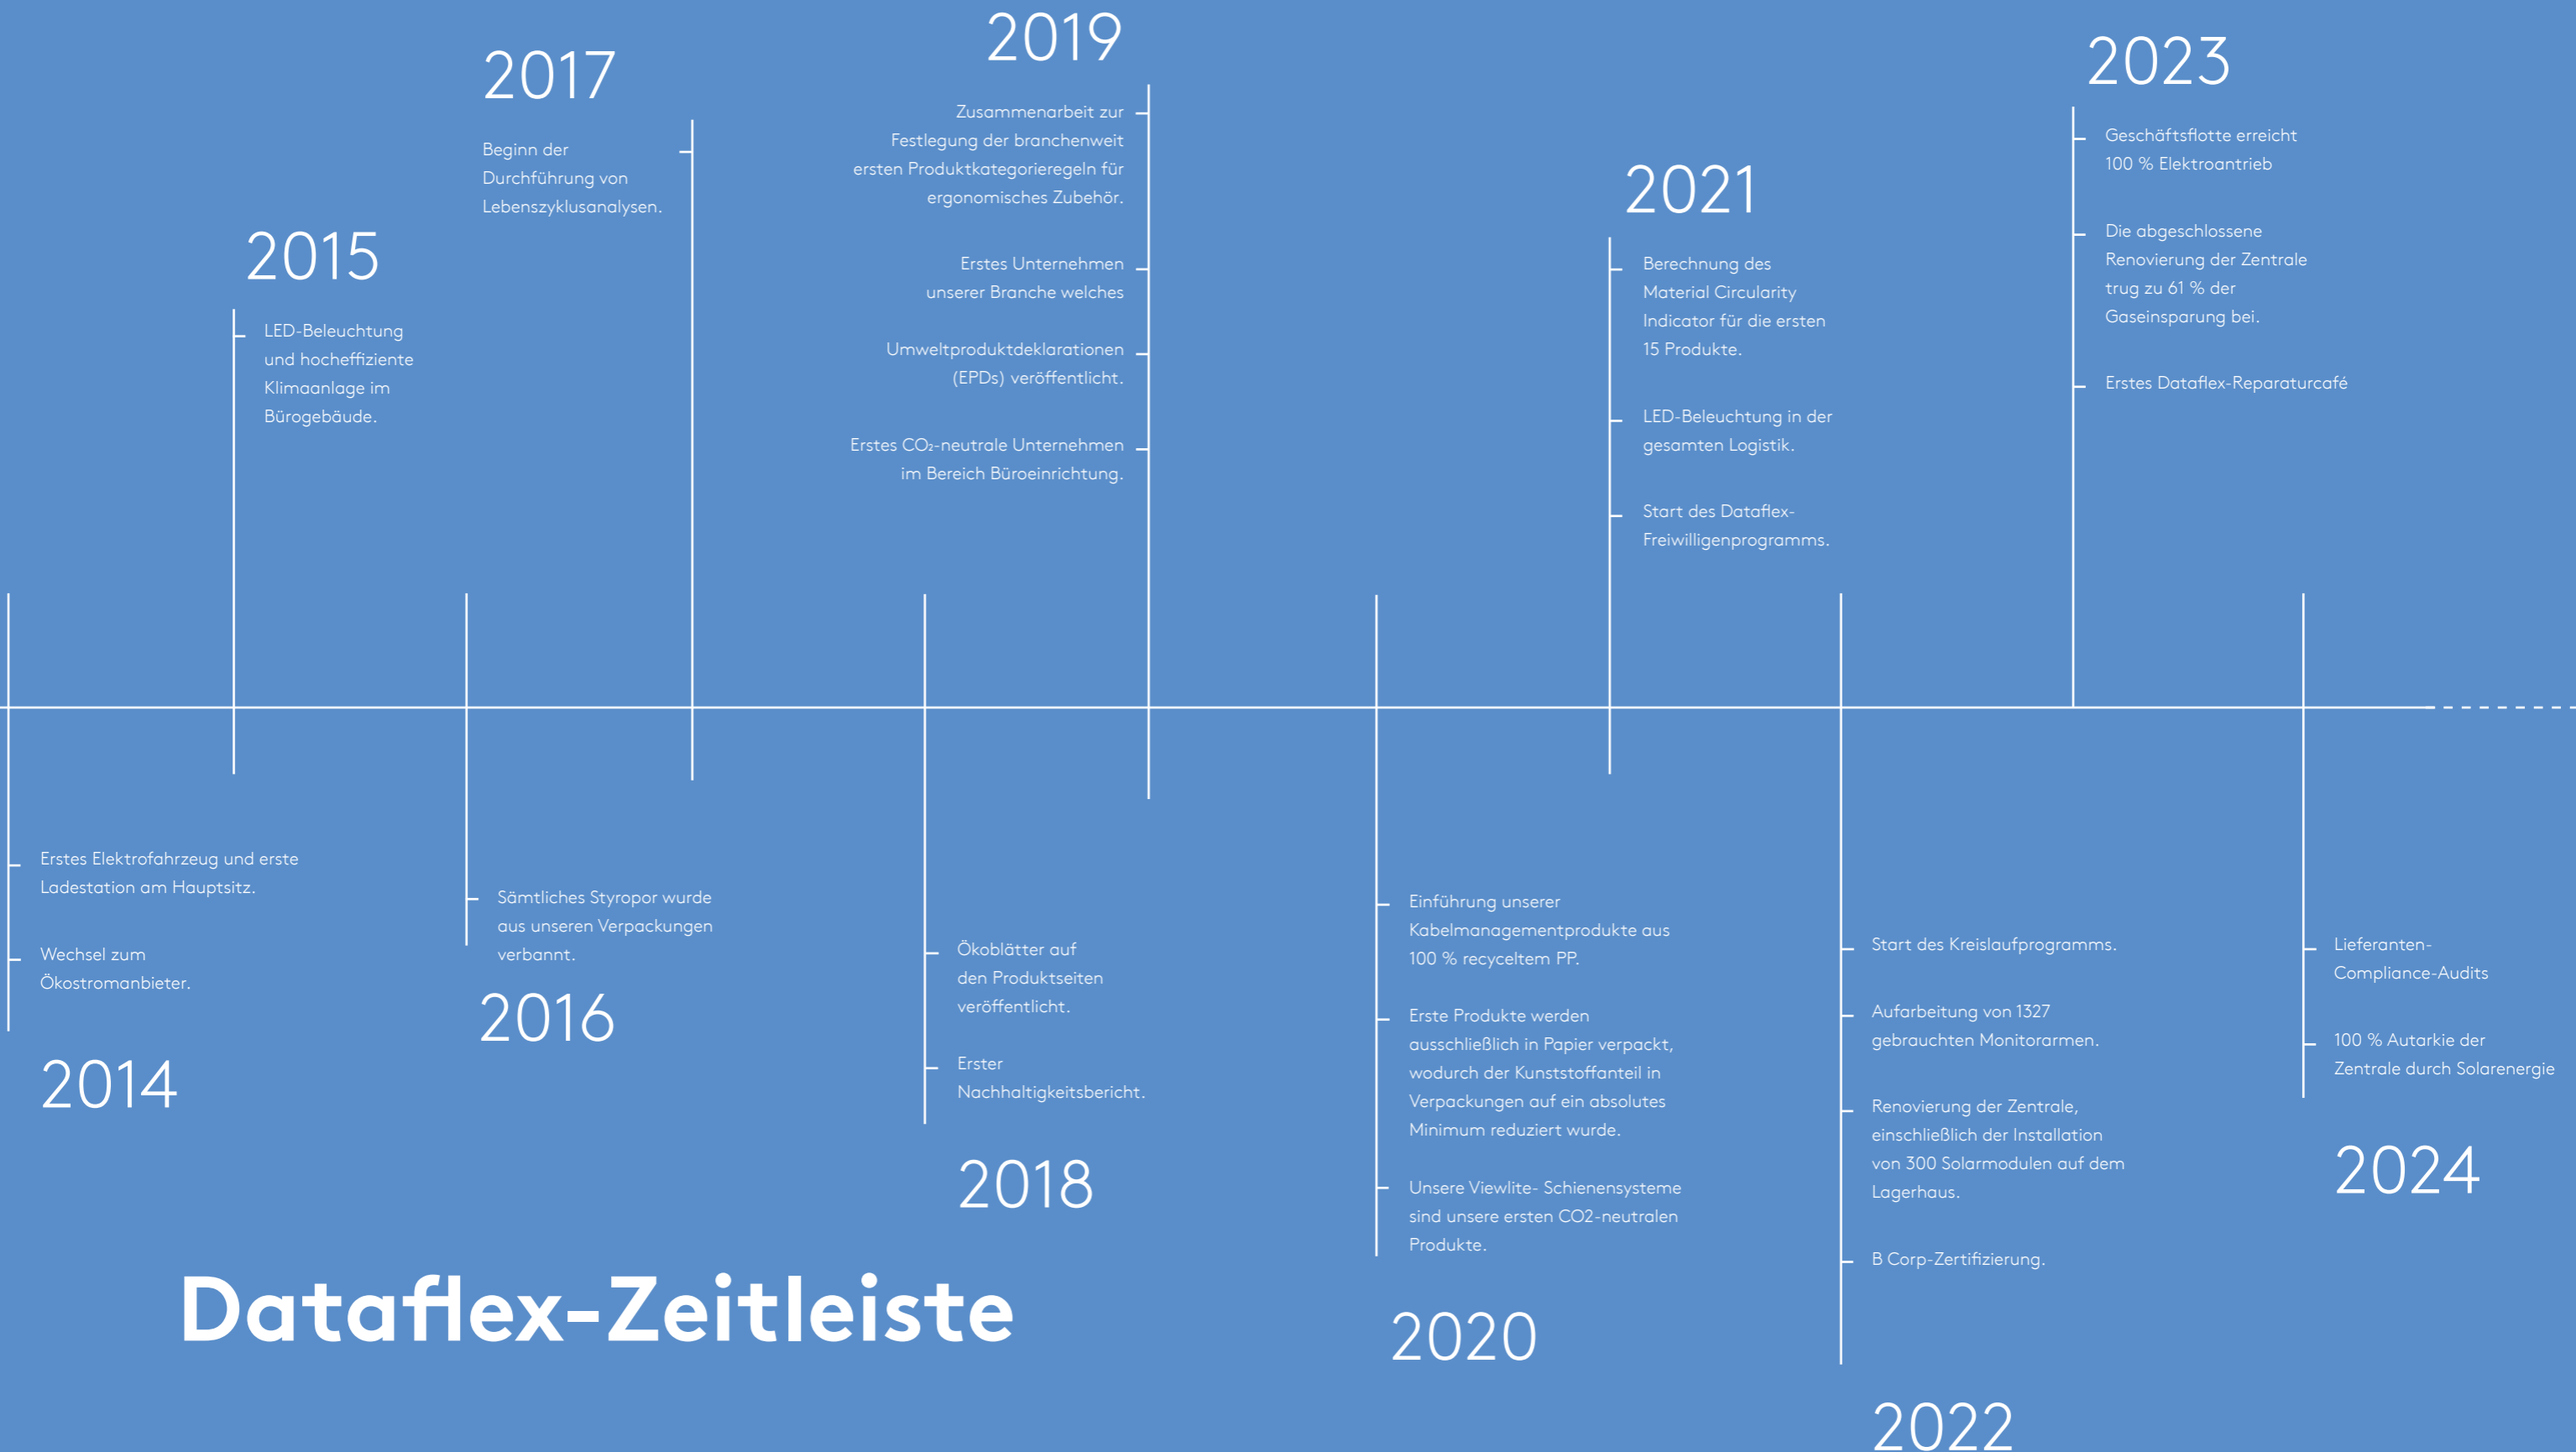 2014
Erstes Elektrofahrzeug und erste
Ladestation am Hauptsitz.
Wechsel zum
Ökostromanbieter.
2015
LED-Beleuchtung
und hocheffiziente
Klimaanlage im
Bürogebäude.
2016
Sämtliches Styropor wurde
aus unseren Verpackungen
verbannt.
2017
Beginn der
Durchführung von
Lebenszyklusanalysen.
2018
Ökoblätter auf
den Produktseiten
veröffentlicht.
Erster
Nachhaltigkeitsbericht.
2019
Zusammenarbeit zur
Festlegung der branchenweit
ersten Produktkategorieregeln für
ergonomisches Zubehör.
Erstes Unternehmen
unserer Branche welches
Umweltproduktdeklarationen
(EPDs) veröffentlicht.
Erstes CO₂-neutrale Unternehmen
im Bereich Büroeinrichtung.
2020
Einführung unserer
Kabelmanagementprodukte aus
100 % recyceltem PP.
Erste Produkte werden
ausschließlich in Papier verpackt,
wodurch der Kunststoffanteil in
Verpackungen auf ein absolutes
Minimum reduziert wurde.
Unsere Viewlite- Schienensysteme
sind unsere ersten CO2-neutralen
Produkte.
2021
Berechnung des
Material Circularity
Indicator für die ersten
15 Produkte.
LED-Beleuchtung in der
gesamten Logistik.
Start des Dataflex-
Freiwilligenprogramms.
2022
Start des Kreislaufprogramms.
Aufarbeitung von 1327
gebrauchten Monitorarmen.
Renovierung der Zentrale,
einschließlich der Installation
von 300 Solarmodulen auf dem
Lagerhaus.
B Corp-Zertifizierung.
2023
Geschäftsflotte erreicht
100 % Elektroantrieb
Die abgeschlossene
Renovierung der Zentrale
trug zu 61 % der
Gaseinsparung bei.
Erstes Dataflex-Reparaturcafé
2024
Lieferanten-
Compliance-Audits
100 % Autarkie der
Zentrale durch Solarenergie
Dataflex-Zeitleiste